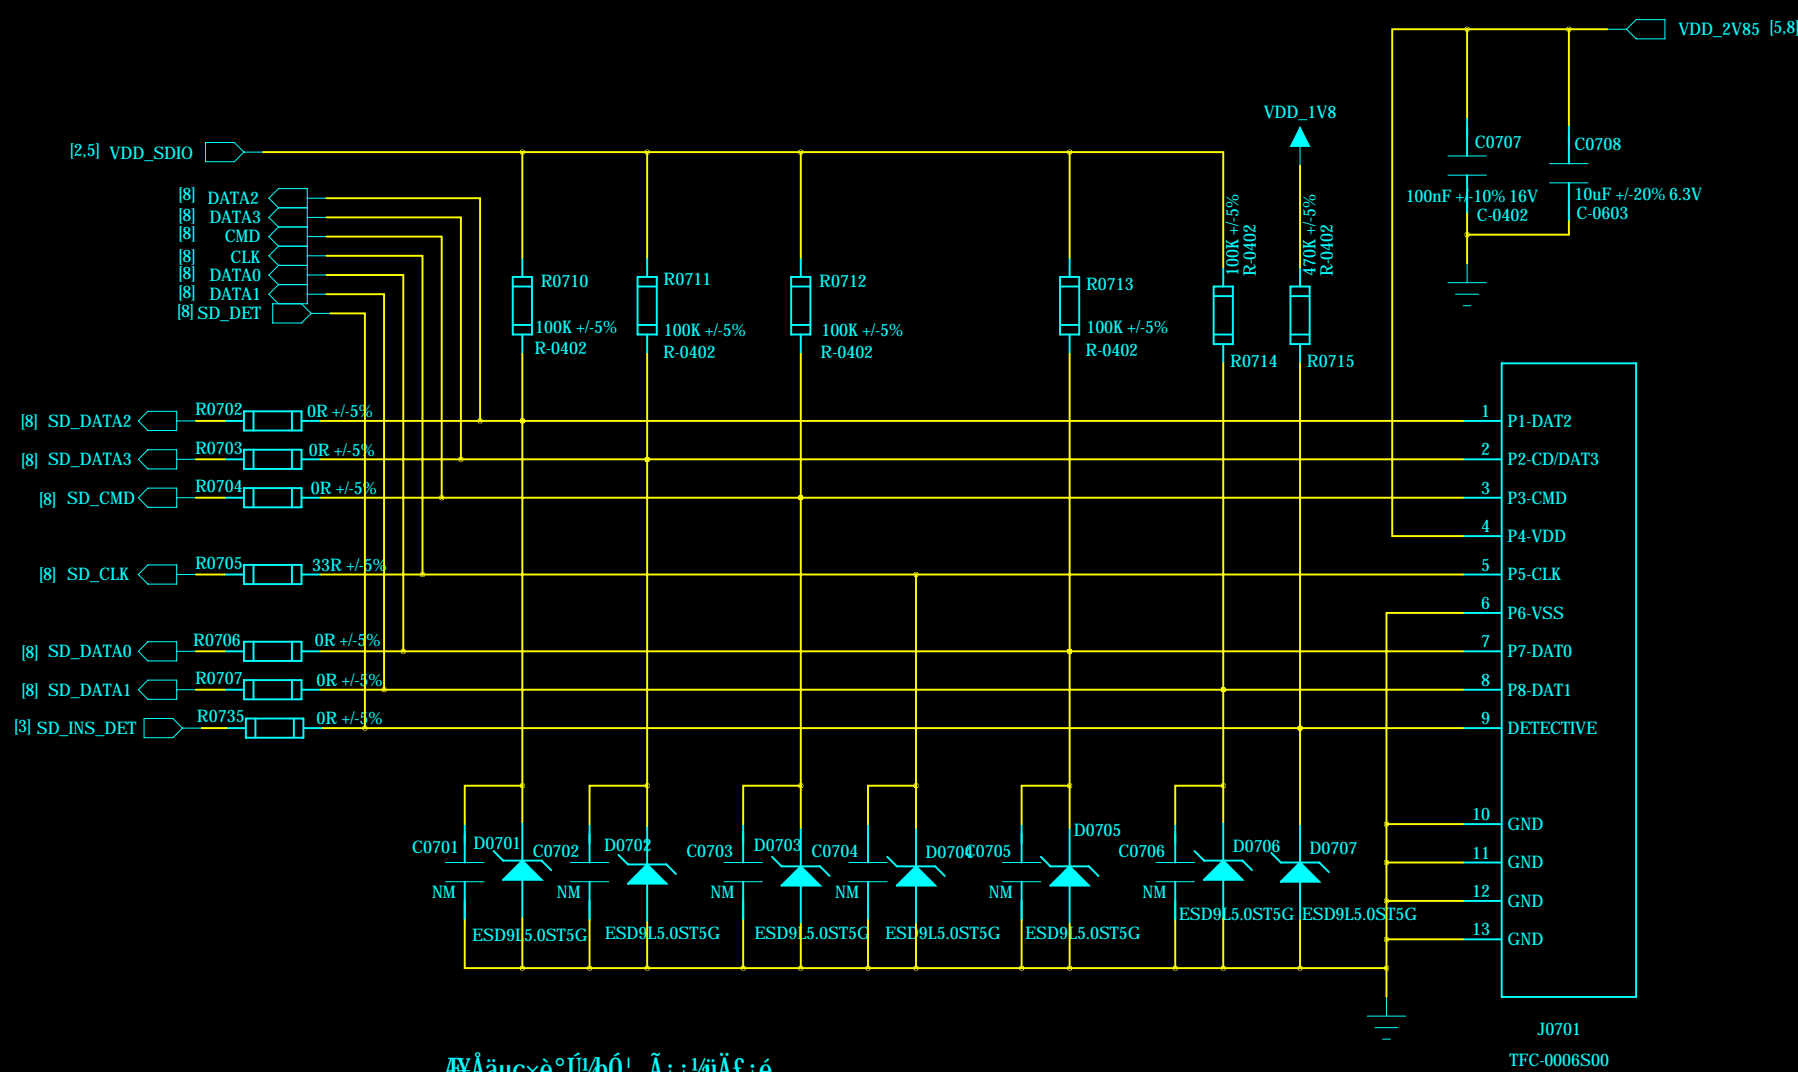 VDD_2V85 [5,8]
VDD_1V8
C0707
C0708
100nF +/-10% 16V
C-0402
10uF +/-20% 6.3V
C-0603
[2,5] VDD_SDIO
[8] DATA2
[8] DATA3
[8] CMD
[8] CLK
[8] DATA0
[8] DATA1
[8] SD_DET
R0710
100K +/-5%
R-0402
R0711
100K +/-5%
R-0402
R0712
100K +/-5%
R-0402
R0713
100K +/-5%
R-0402
100K +/-5%
R-0402
R0714
470K +/-5%
R-0402
R0715
[8] SD_DATA2 R0702 0R +/-5%
[8] SD_DATA3 R0703 0R +/-5%
[8] SD_CMD R0704 0R +/-5%
[8] SD_CLK R0705 33R +/-5%
[8] SD_DATA0 R0706 0R +/-5%
[8] SD_DATA1 R0707 0R +/-5%
[3] SD_INS_DET R0735 0R +/-5%
1 P1-DAT2
2 P2-CD/DAT3
3 P3-CMD
4 P4-VDD
5 P5-CLK
6 P6-VSS
7 P7-DAT0
8 P8-DAT1
9 DETECTIVE
10 GND
11 GND
12 GND
13 GND
C0701 D0701
NM
ESD9L5.0ST5G
C0702 D0702
NM
ESD9L5.0ST5G
C0703 D0703
NM
ESD9L5.0ST5G
C0704 D0704
NM
ESD9L5.0ST5G
C0705 D0705
NM
ESD9L5.0ST5G
C0706 D0706
NM
ESD9L5.0ST5G
D0707
ESD9L5.0ST5G
J0701
TFC-0006S00